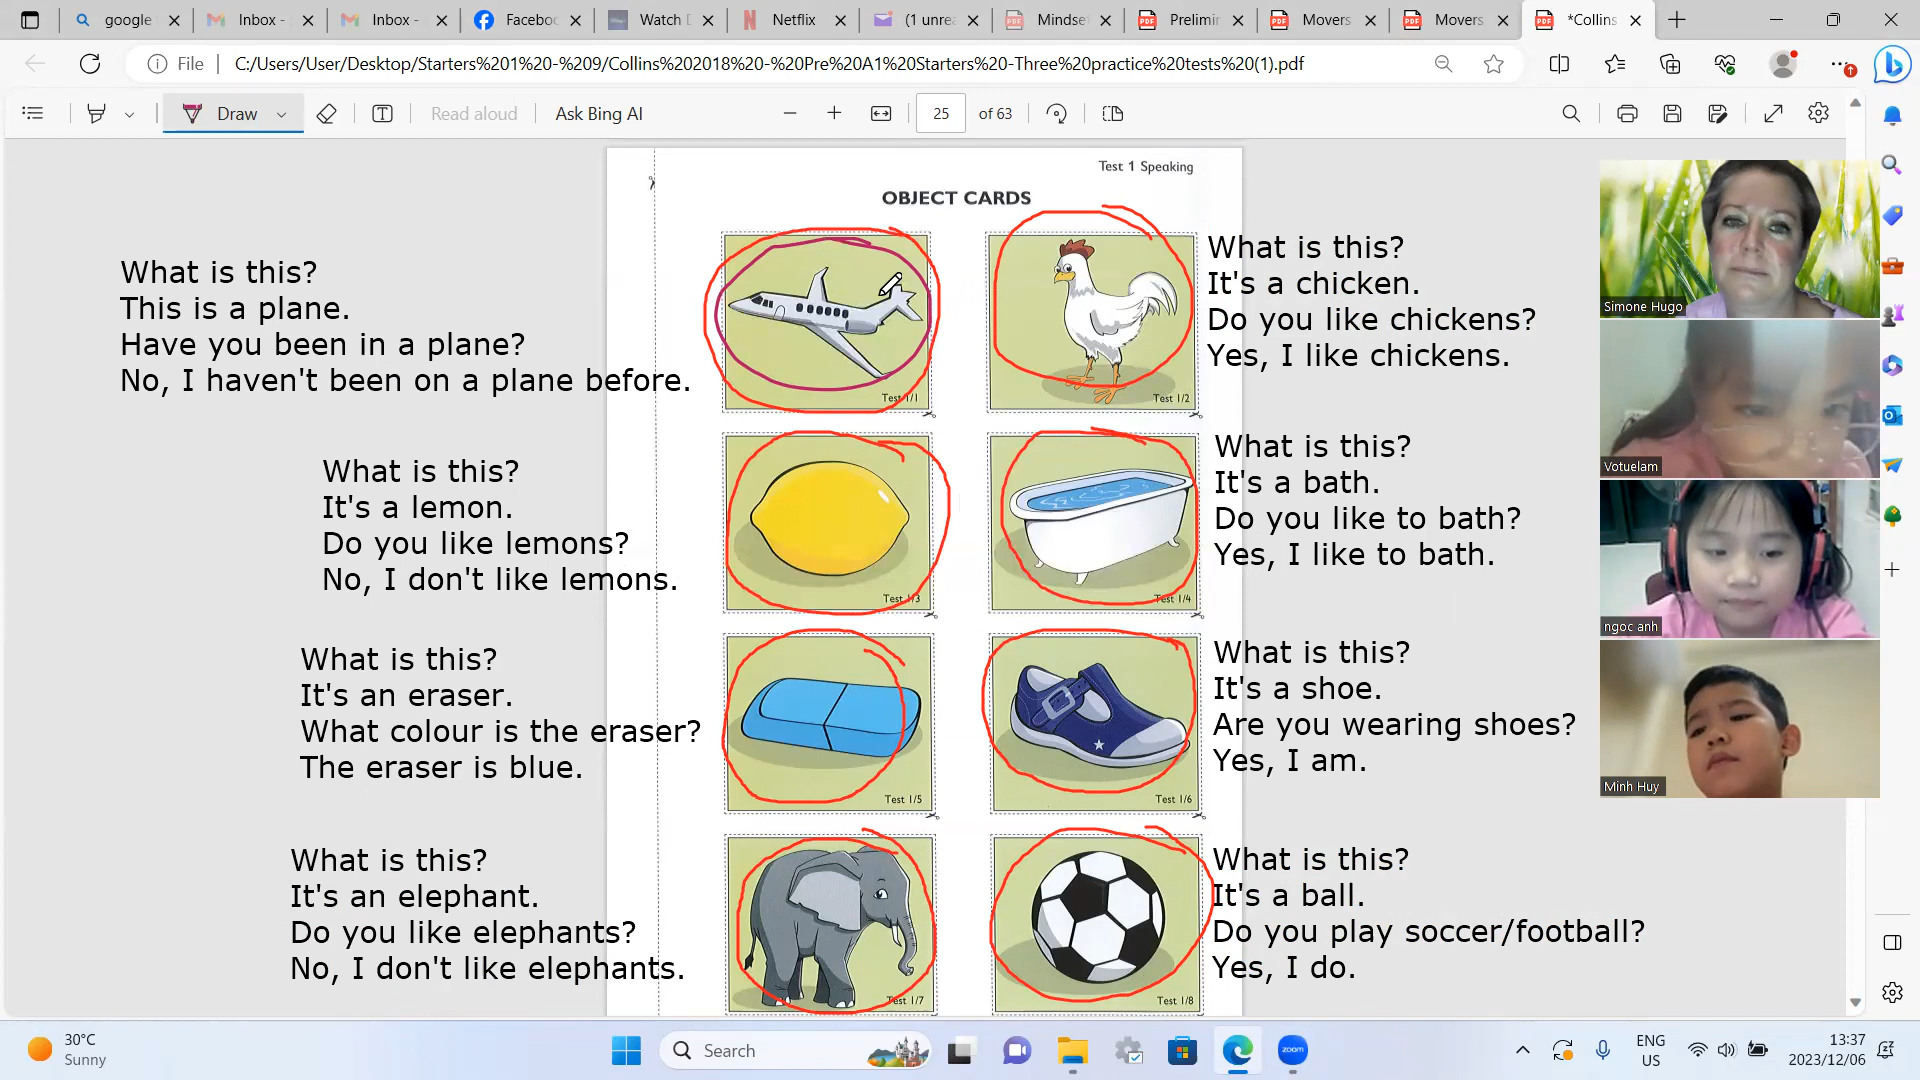 google
Inbox -
Inbox -
Faceboo
Watch D
Netflix
(1 unrea
Mindset
Prelimin
Movers
Movers
*Collins
File
C:/Users/User/Desktop/Starters%201%20-%209/Collins%202018%20-%20Pre%20A1%20Starters%20-Three%20practice%20tests%20(1).pdf
Draw
Read aloud
Ask Bing AI
25
of 63
Test 1 Speaking
OBJECT CARDS
What is this?
This is a plane.
Have you been in a plane?
No, I haven't been on a plane before.
Test 1/1
What is this?
It's a chicken.
Do you like chickens?
Yes, I like chickens.
Test 1/2
What is this?
It's a lemon.
Do you like lemons?
No, I don't like lemons.
Test 1/3
What is this?
It's a bath.
Do you like to bath?
Yes, I like to bath.
Test 1/4
What is this?
It's an eraser.
What colour is the eraser?
The eraser is blue.
Test 1/5
What is this?
It's a shoe.
Are you wearing shoes?
Yes, I am.
Test 1/6
What is this?
It's an elephant.
Do you like elephants?
No, I don't like elephants.
Test 1/7
What is this?
It's a ball.
Do you play soccer/football?
Yes, I do.
Test 1/8
Simone Hugo
Votuelam
ngoc anh
Minh Huy
30°C
Sunny
Search
zoom
ENG
US
13:37
2023/12/06